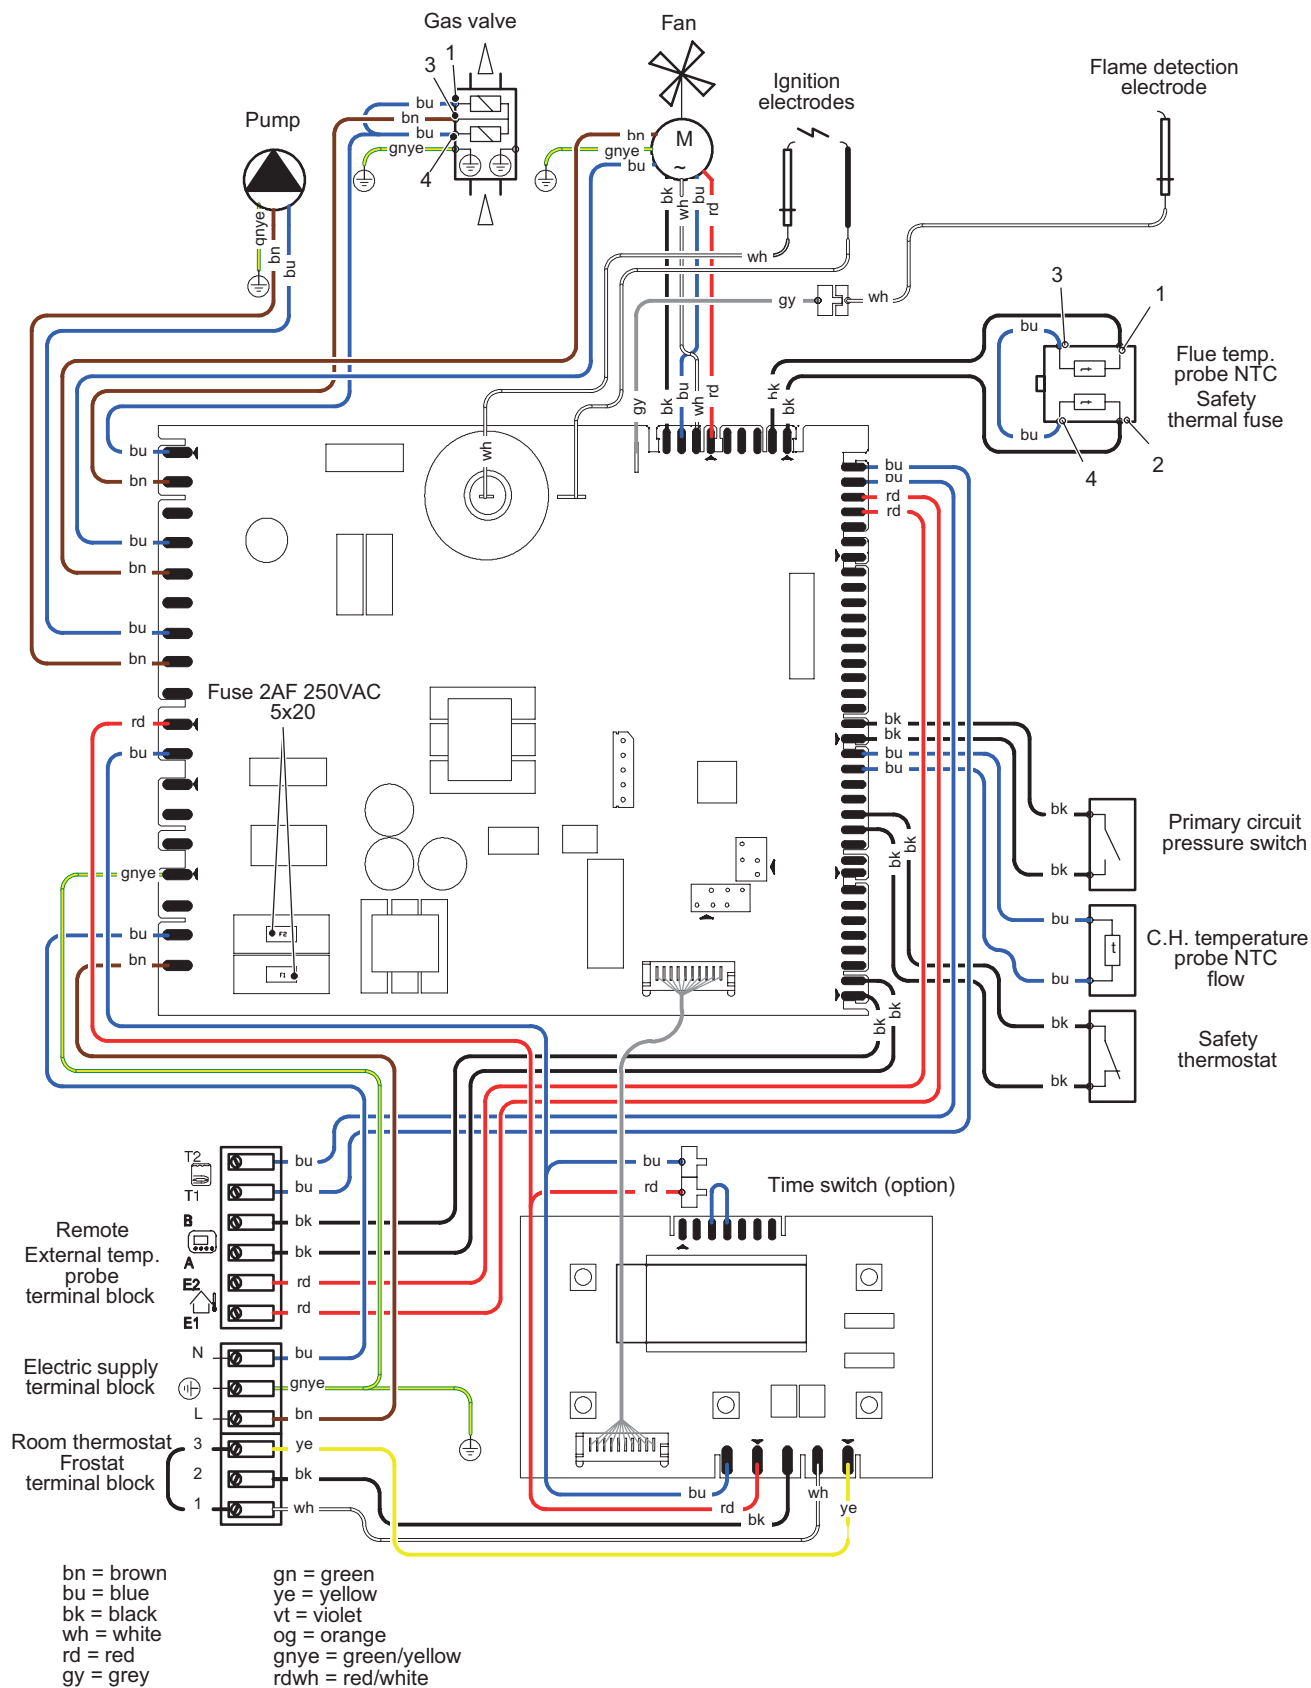 Gas valve
Fan
1
3
Ignition
electrodes
Flame detection
electrode
Pump
bu
bn
bu
gnye
4
bn
gnye
bu
M
~
bk
wh
bu
rd
gnye
bn
bu
wh
gy
wh
3
1
bu
t
t
bu
4
2
Flue temp.
probe NTC
Safety
thermal fuse
gy
bk
bu
wh
rd
bk
bk
wh
bu
bn
bu
bn
bu
bn
bu
bu
rd
rd
Fuse 2AF 250VAC
5x20
rd
bu
gnye
bu
bn
F2
F1
bk
bk
bu
bu
bk
bk
bk
bk
bk
bk
Primary circuit
pressure switch
bu
t
bu
C.H. temperature
probe NTC
flow
bk
bk
Safety
thermostat
T2
T1
B
A
E2
E1
bu
bu
bk
bk
rd
rd
Remote
External temp.
probe
terminal block
bu
rd
Time switch (option)
Electric supply
terminal block
N
L
bu
gnye
bn
Room thermostat
Frostat
terminal block
3
2
1
ye
bk
wh
bu
rd
bk
wh
ye
bn = brown
bu = blue
bk = black
wh = white
rd = red
gy = grey
gn = green
ye = yellow
vt = violet
og = orange
gnye = green/yellow
rdwh = red/white